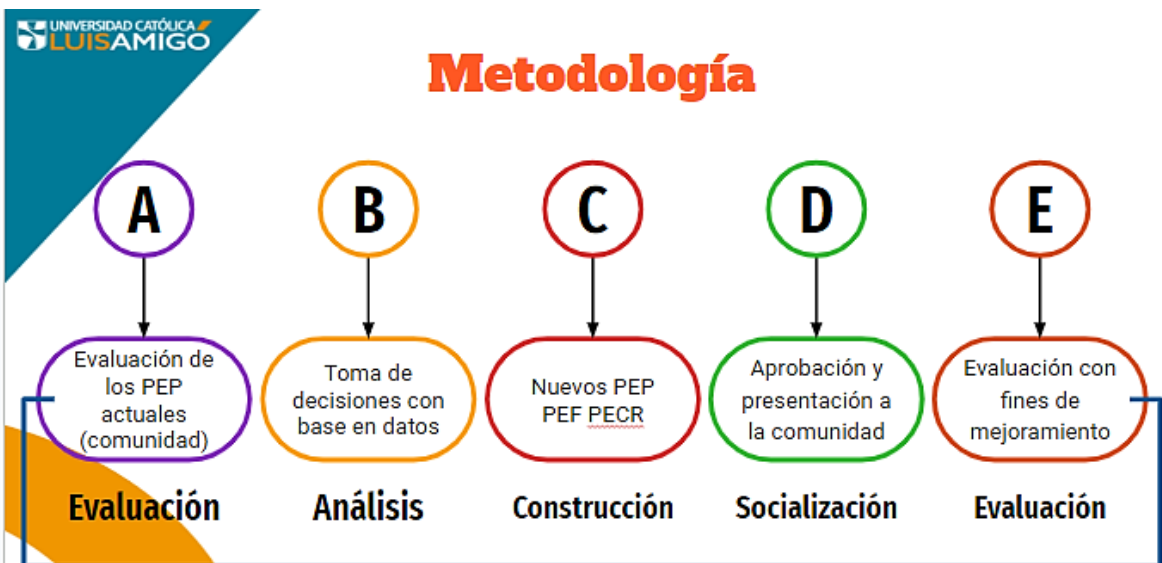 UNIVERSIDAD CATÓLICA
LUISAMIGÓ
Metodología
A
B
C
D
E
Evaluación de
los PEP
actuales
(comunidad)
Toma de
decisiones con
base en datos
Nuevos PEP
PEF PECR
Aprobación y
presentación a
la comunidad
Evaluación con
fines de
mejoramiento
Evaluación
Análisis
Construcción
Socialización
Evaluación